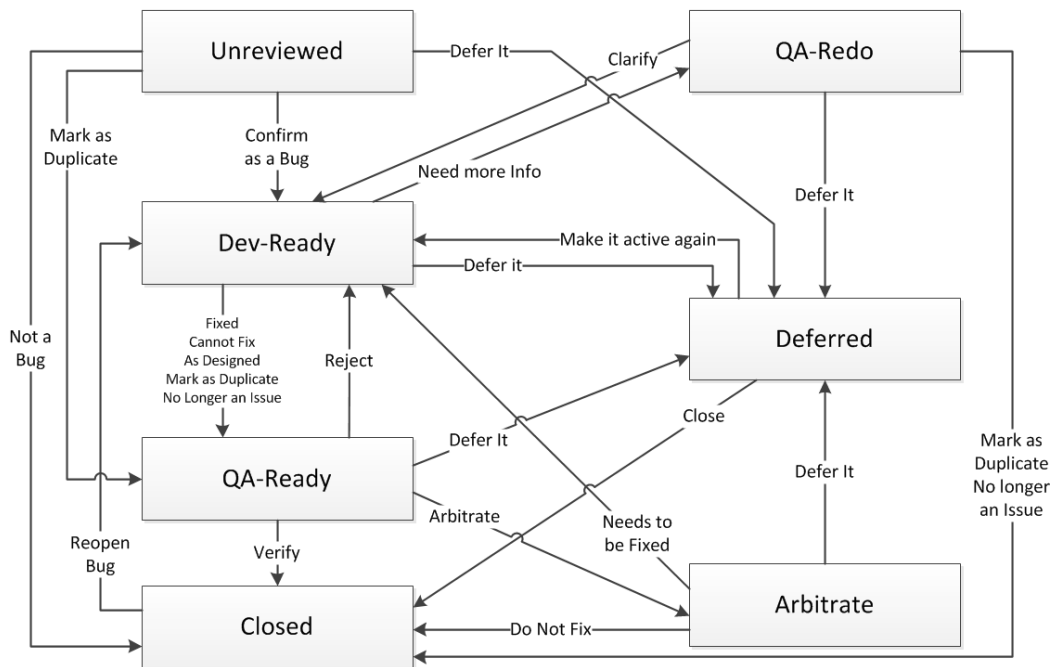 Unreviewed
Defer It
Clarify
QA-Redo
Mark as
Duplicate
Confirm
as a Bug
Need more Info
Defer It
Dev-Ready
Make it active again
Defer it
Not a
Bug
Fixed
Cannot Fix
As Designed
Mark as Duplicate
No Longer an Issue
Reject
Deferred
Close
QA-Ready
Defer It
Arbitrate
Needs to
be Fixed
Defer It
Mark as
Duplicate
No longer
an Issue
Reopen
Bug
Verify
Closed
Do Not Fix
Arbitrate